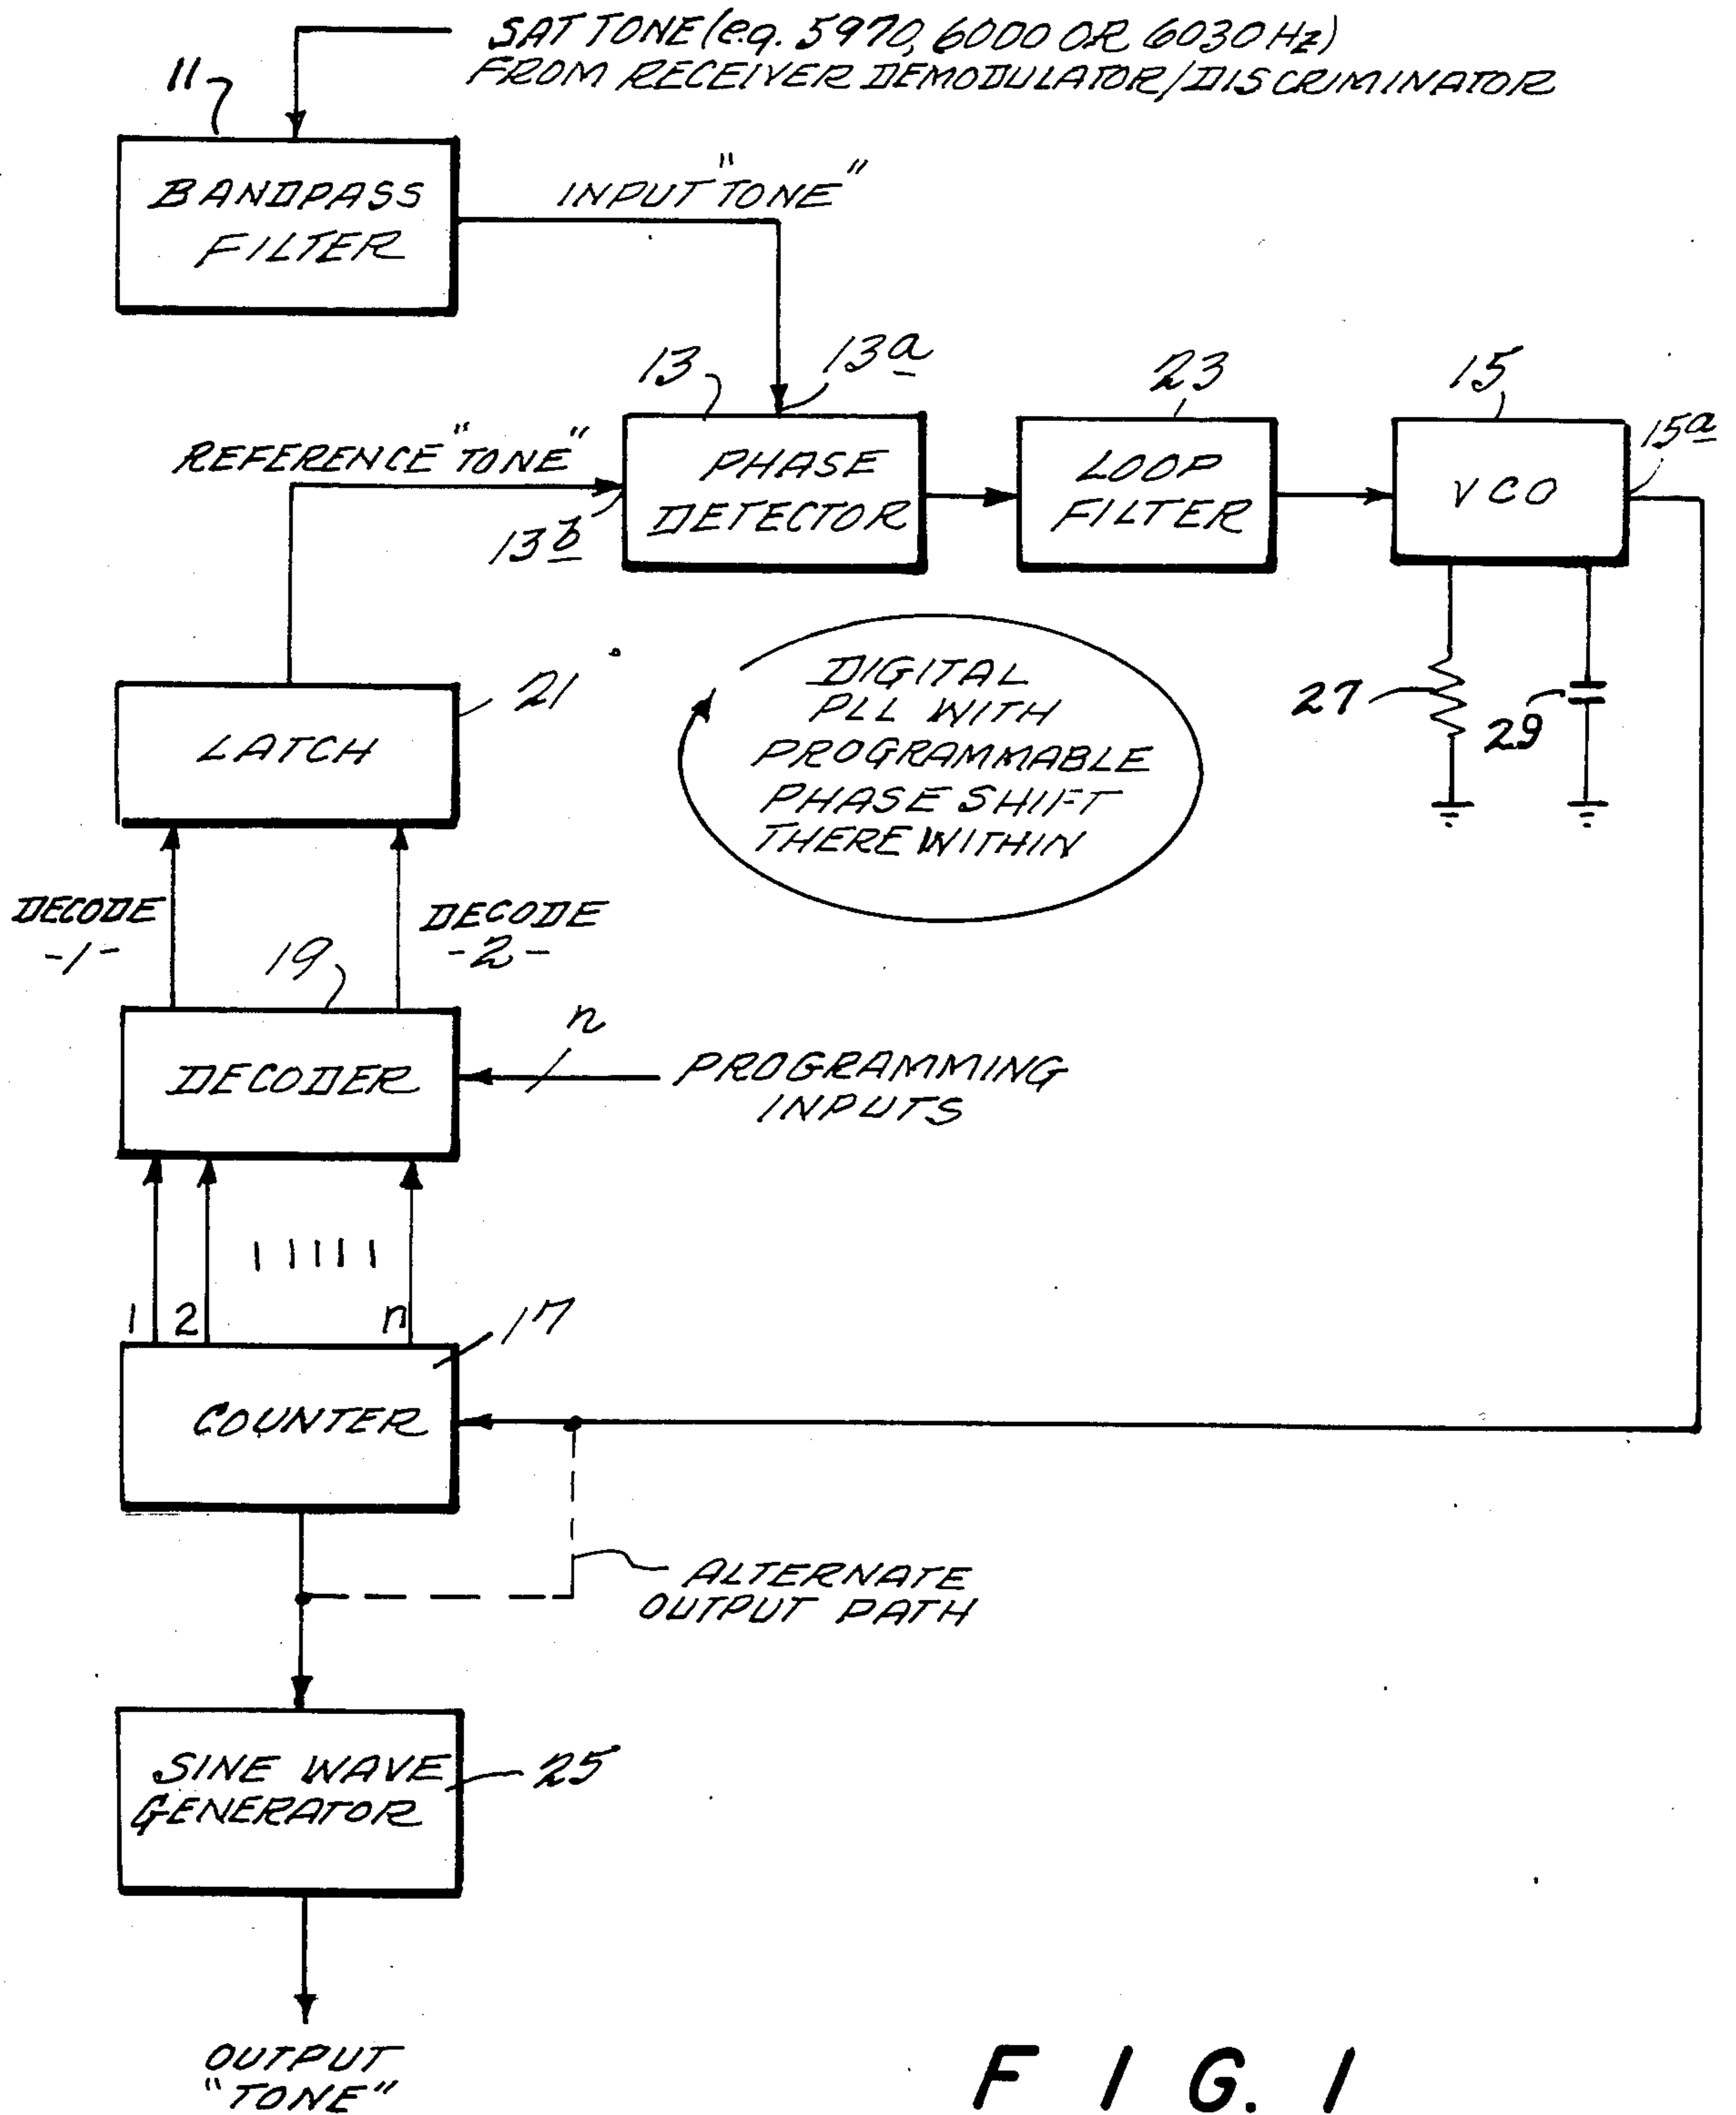 SAT TONE (e.g. 5970, 6000 OR 6030 Hz)
FROM RECEIVER DEMODULATOR/DISCRIMINATOR
11
BANDPASS
FILTER
INPUT "TONE"
13
13a
23
15
15a
REFERENCE "TONE"
13b
PHASE
DETECTOR
LOOP
FILTER
VCO
DIGITAL
PLL WITH
PROGRAMMABLE
PHASE SHIFT
THERE WITHIN
27
29
21
LATCH
DECODE
-1-
DECODE
-2-
19
n
DECODER
PROGRAMMING
INPUTS
1 2 n
17
COUNTER
ALTERNATE
OUTPUT PATH
SINE WAVE
GENERATOR
25
OUTPUT
"TONE"
FIG. 1